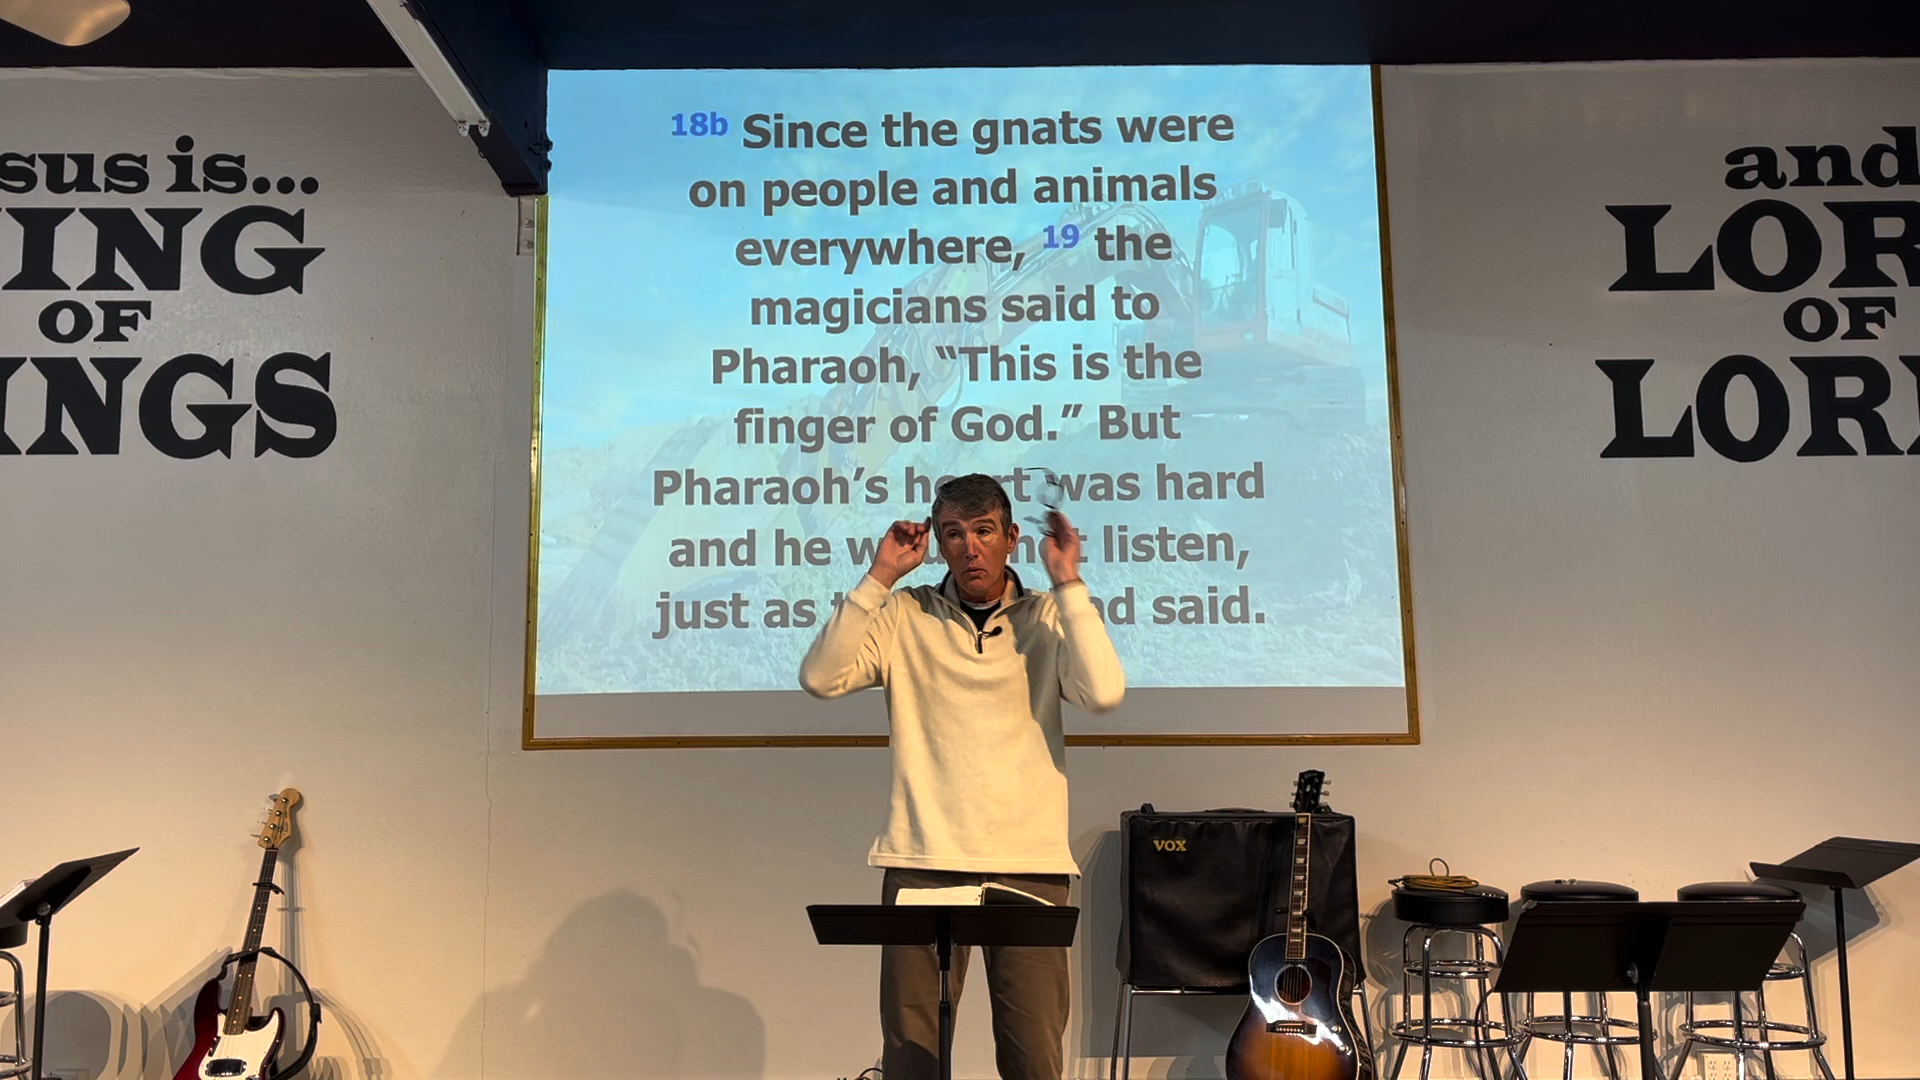 sus is...
ING
OF
INGS
18b Since the gnats were
on people and animals
everywhere, 19 the
magicians said to
Pharaoh, “This is the
finger of God.” But
Pharaoh’s was hard
and he listen,
just as said.
and
LOR
OF
LOR
VOX